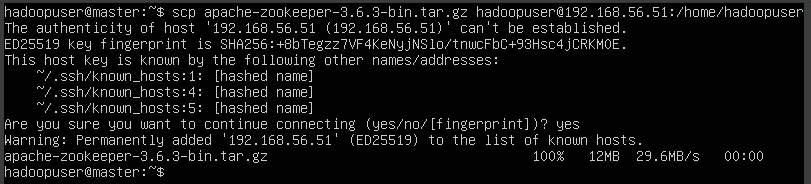 hadoopuser@master:~$ scp apache-zookeeper-3.6.3-bin.tar.gz hadoopuser@192.168.56.51:/home/hadoopuser
The authenticity of host '192.168.56.51 (192.168.56.51)' can't be established.
ED25519 key fingerprint is SHA256:+8bTegzz7VF4KeNyjNSlo/tnwcFbC+93Hsc4jCRKM0E.
This host key is known by the following other names/addresses:
    ~/.ssh/known_hosts:1: [hashed name]
    ~/.ssh/known_hosts:4: [hashed name]
    ~/.ssh/known_hosts:5: [hashed name]
Are you sure you want to continue connecting (yes/no/[fingerprint])? yes
Warning: Permanently added '192.168.56.51' (ED25519) to the list of known hosts.
apache-zookeeper-3.6.3-bin.tar.gz                                  100%   12MB  29.6MB/s   00:00
hadoopuser@master:~$